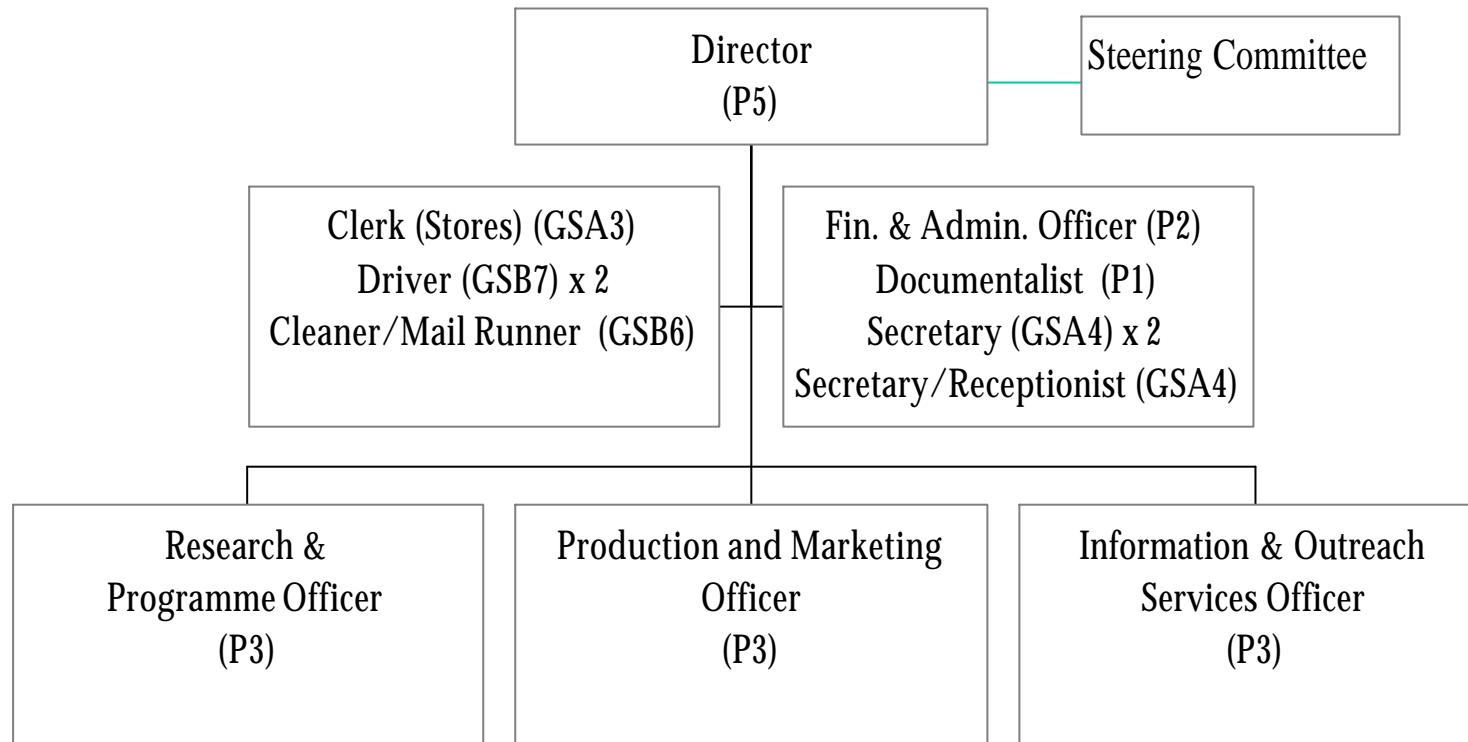 Director
(P5)
Steering Committee
Clerk (Stores) (GSA3)
Driver (GSB7) x 2
Cleaner/Mail Runner (GSB6)
Fin. & Admin. Officer (P2)
Documentalist (P1)
Secretary (GSA4) x 2
Secretary/Receptionist (GSA4)
Research &
Programme Officer
(P3)
Production and Marketing
Officer
(P3)
Information & Outreach
Services Officer
(P3)